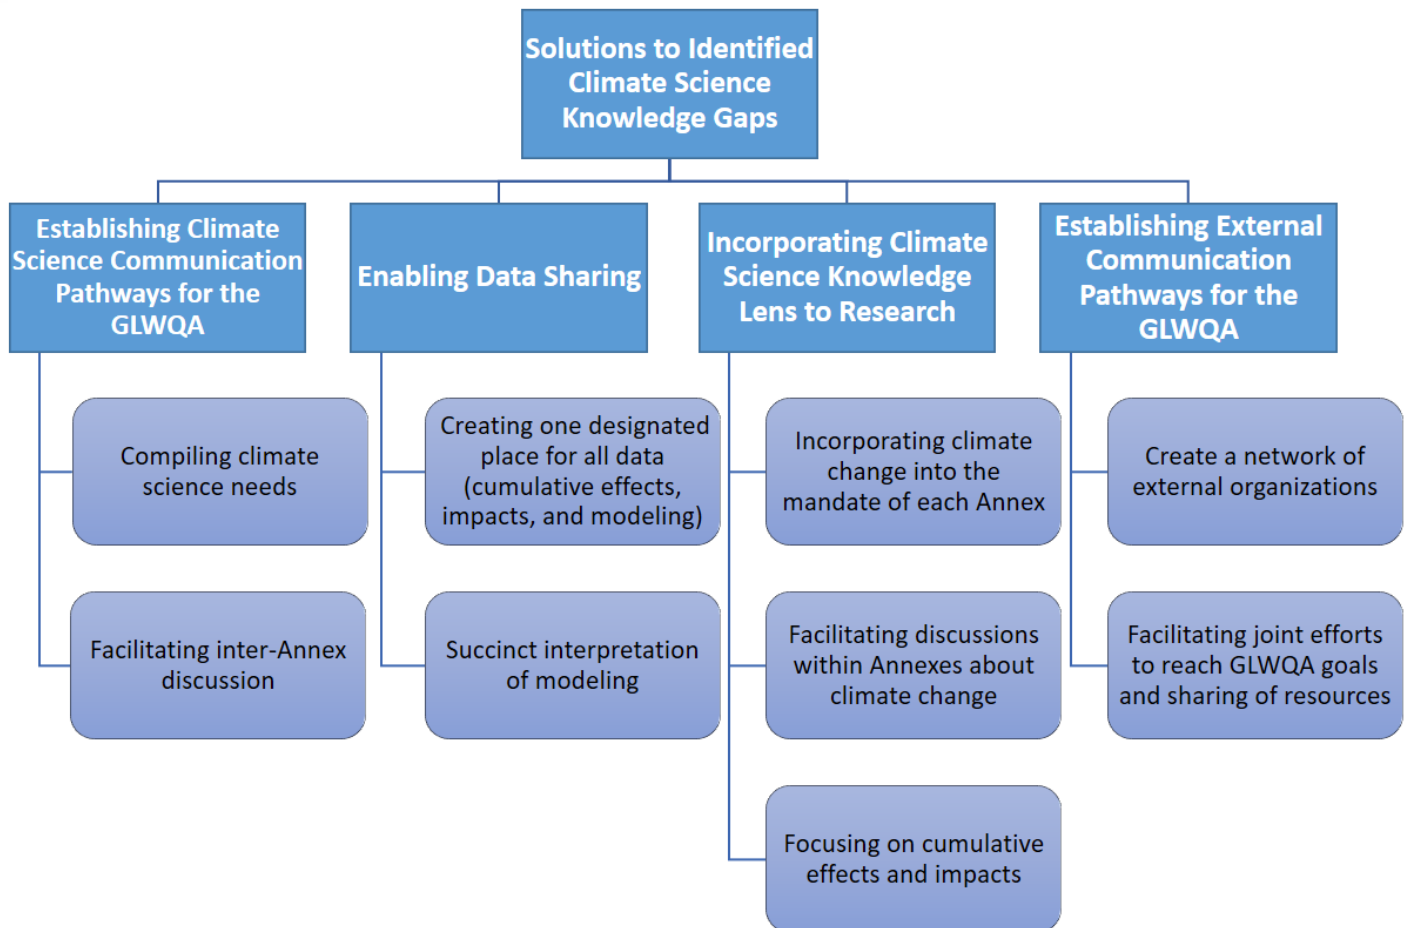 Solutions to Identified
Climate Science
Knowledge Gaps
Establishing Climate
Science Communication
Pathways for the
GLWQA
Compiling climate
science needs
Facilitating inter-Annex
discussion
Enabling Data Sharing
Creating one designated
place for all data
(cumulative effects,
impacts, and modeling)
Succinct interpretation
of modeling
Incorporating Climate
Science Knowledge
Lens to Research
Incorporating climate
change into the
mandate of each Annex
Facilitating discussions
within Annexes about
climate change
Focusing on cumulative
effects and impacts
Establishing External
Communication
Pathways for the
GLWQA
Create a network of
external organizations
Facilitating joint efforts
to reach GLWQA goals
and sharing of resources